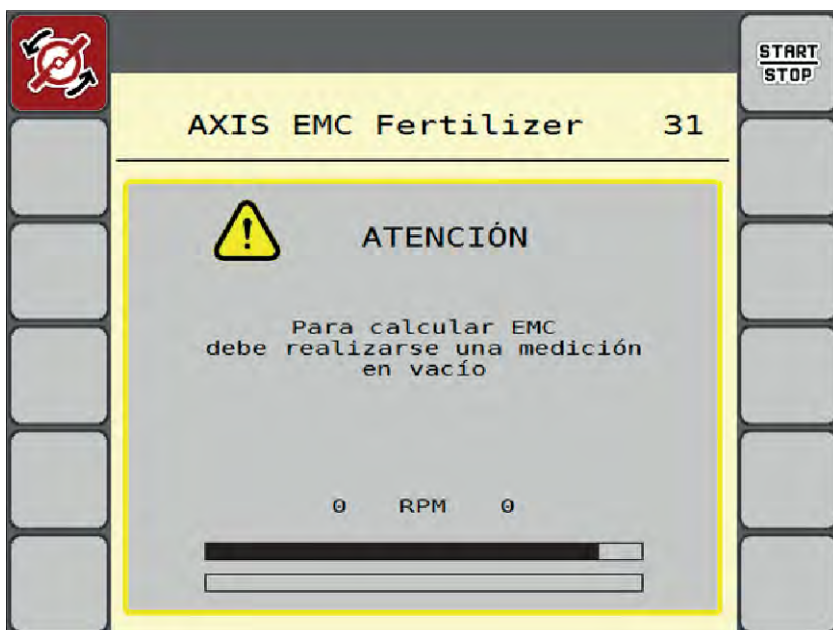 START
STOP
AXIS EMC Fertilizer 31
ATENCIÓN
Para calcular EMC
debe realizarse una medición
en vacío
0 RPM 0